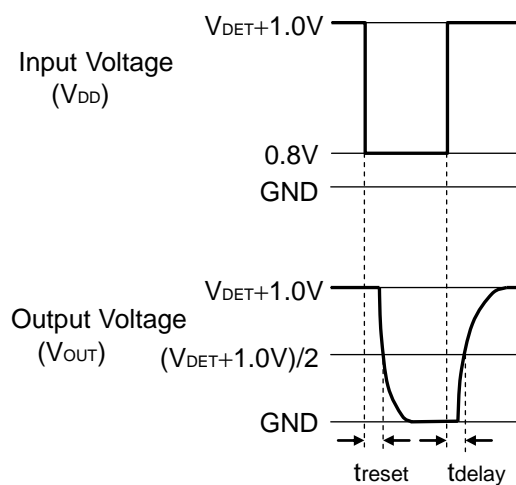 VDET+1.0V
Input Voltage
(VDD)
0.8V
GND
VDET+1.0V
Output Voltage
(VOUT)
(VDET+1.0V)/2
GND
treset
tdelay